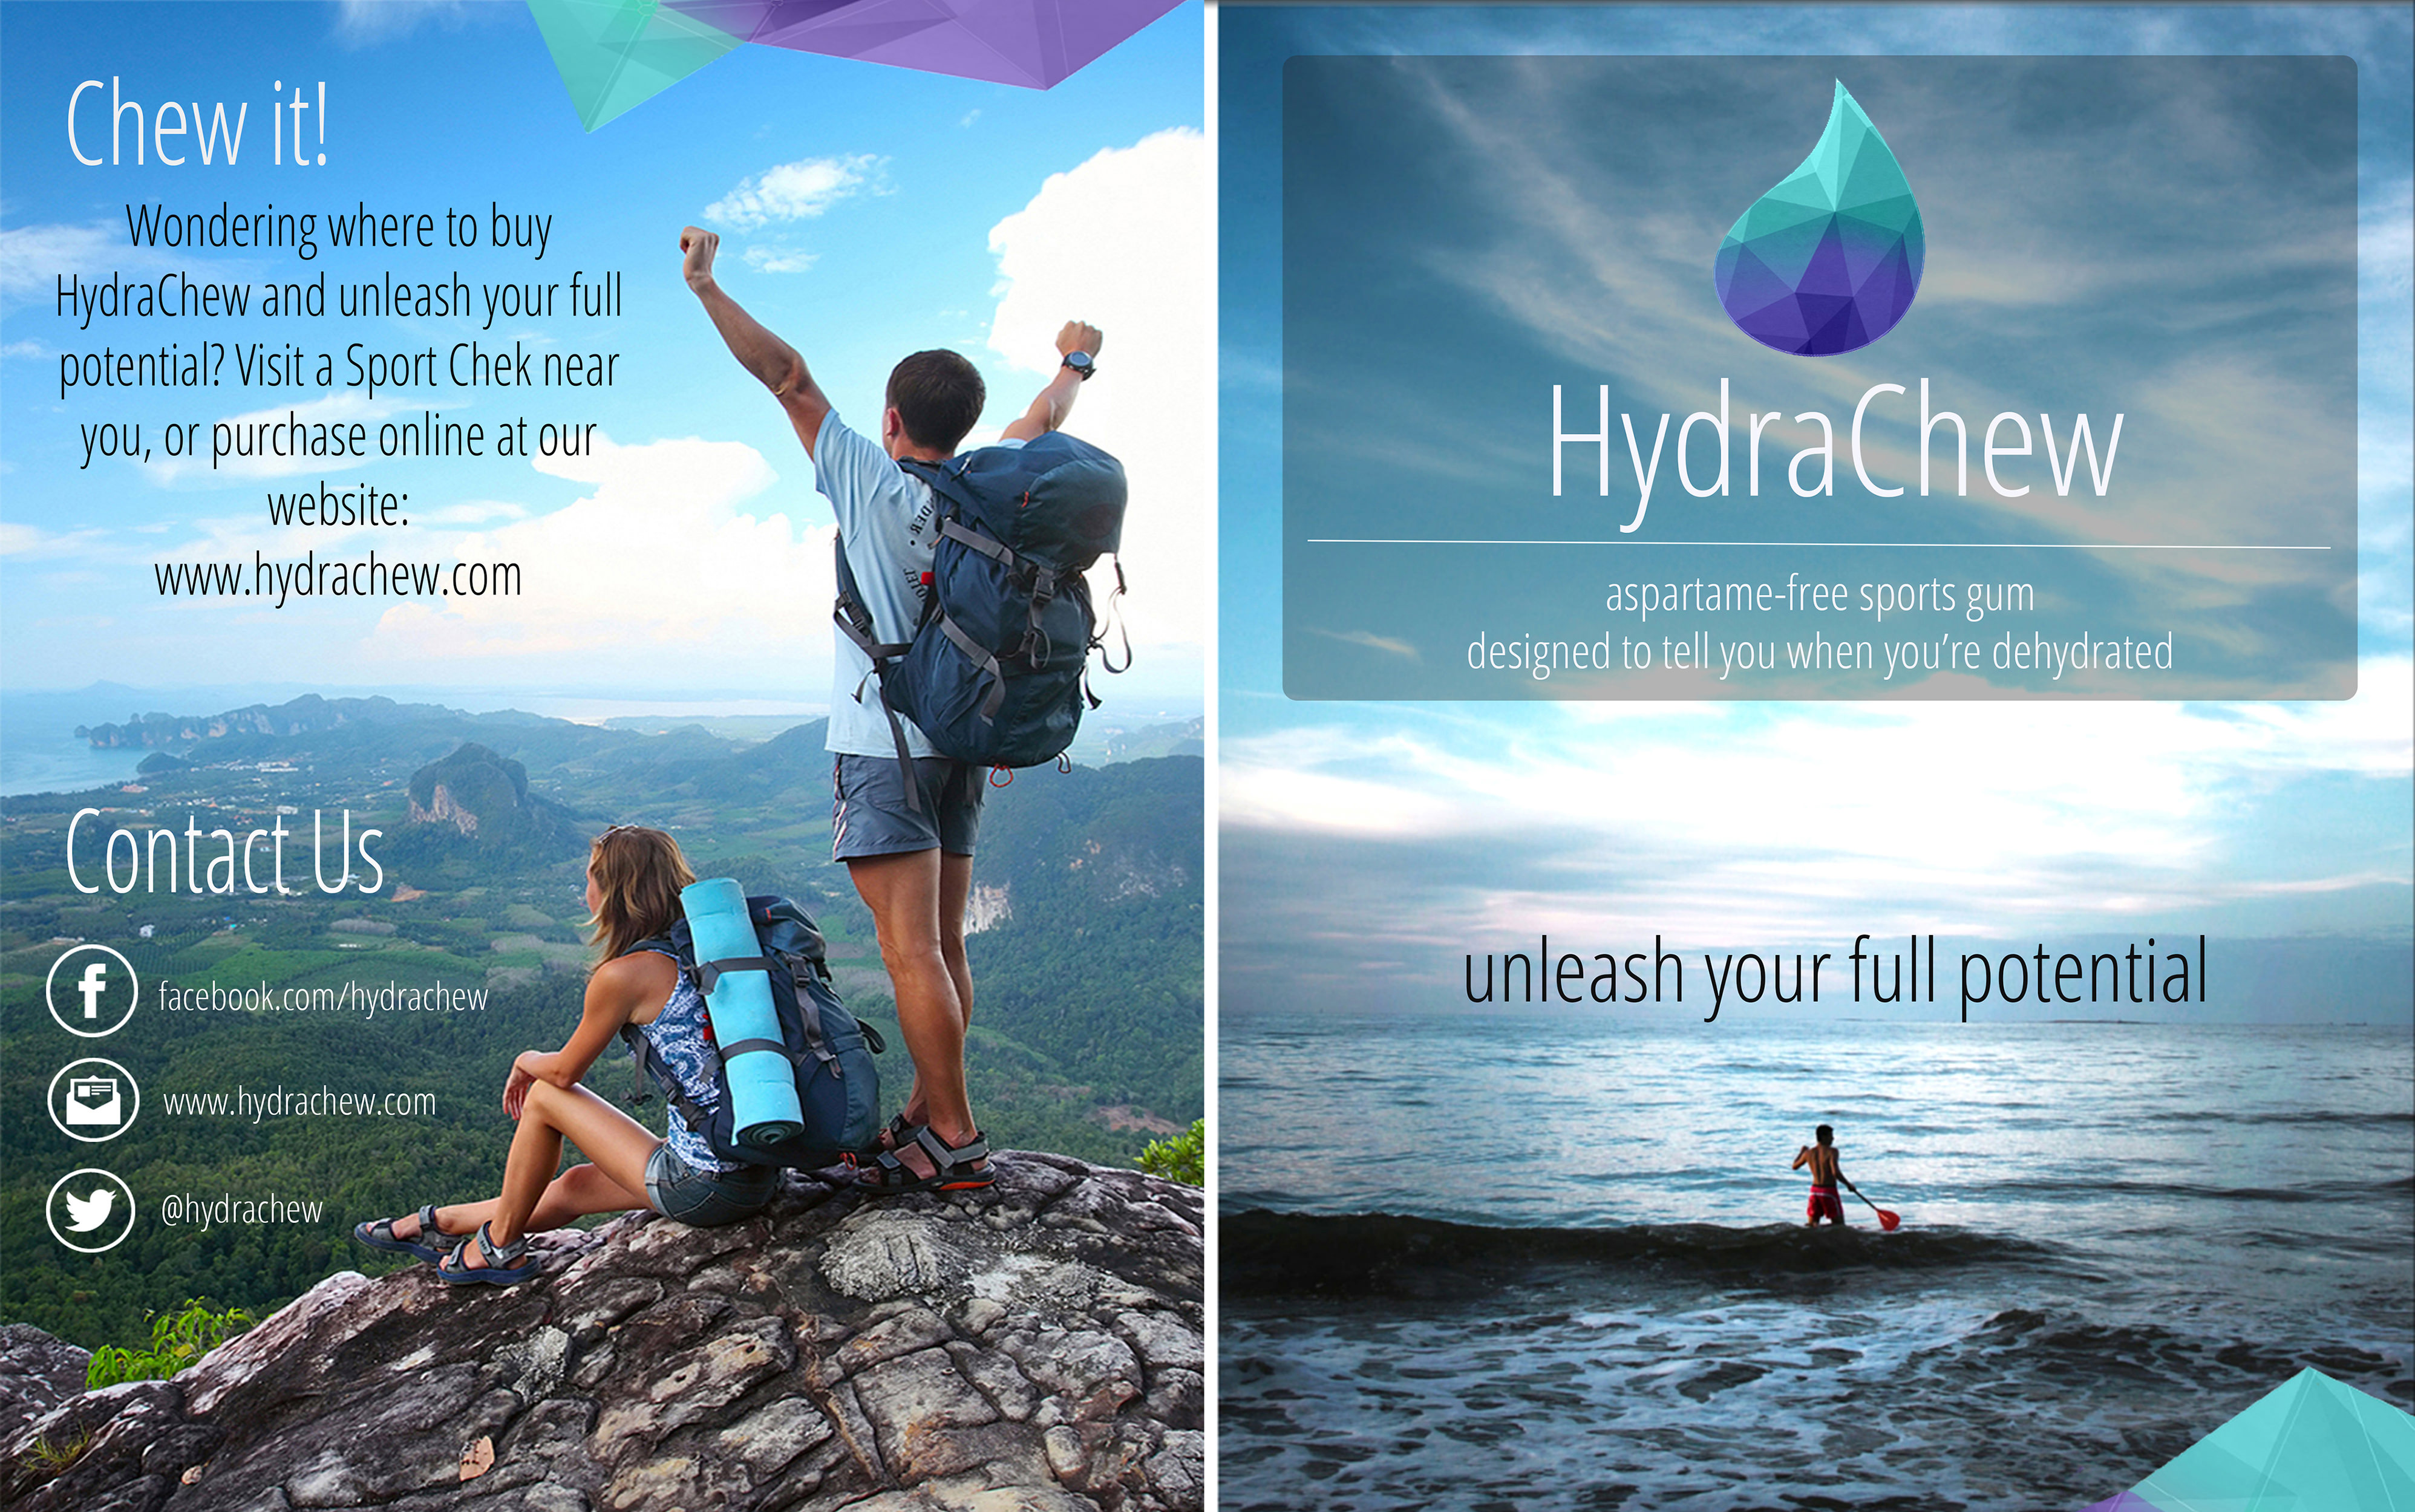 Chew it!
Wondering where to buy
HydraChew and unleash your full
potential? Visit a Sport Chek near
you, or purchase online at our
website:
www.hydrachew.com
Contact Us
facebook.com/hydrachew
www.hydrachew.com
@hydrachew
HydraChew
aspartame-free sports gum
designed to tell you when you’re dehydrated
unleash your full potential